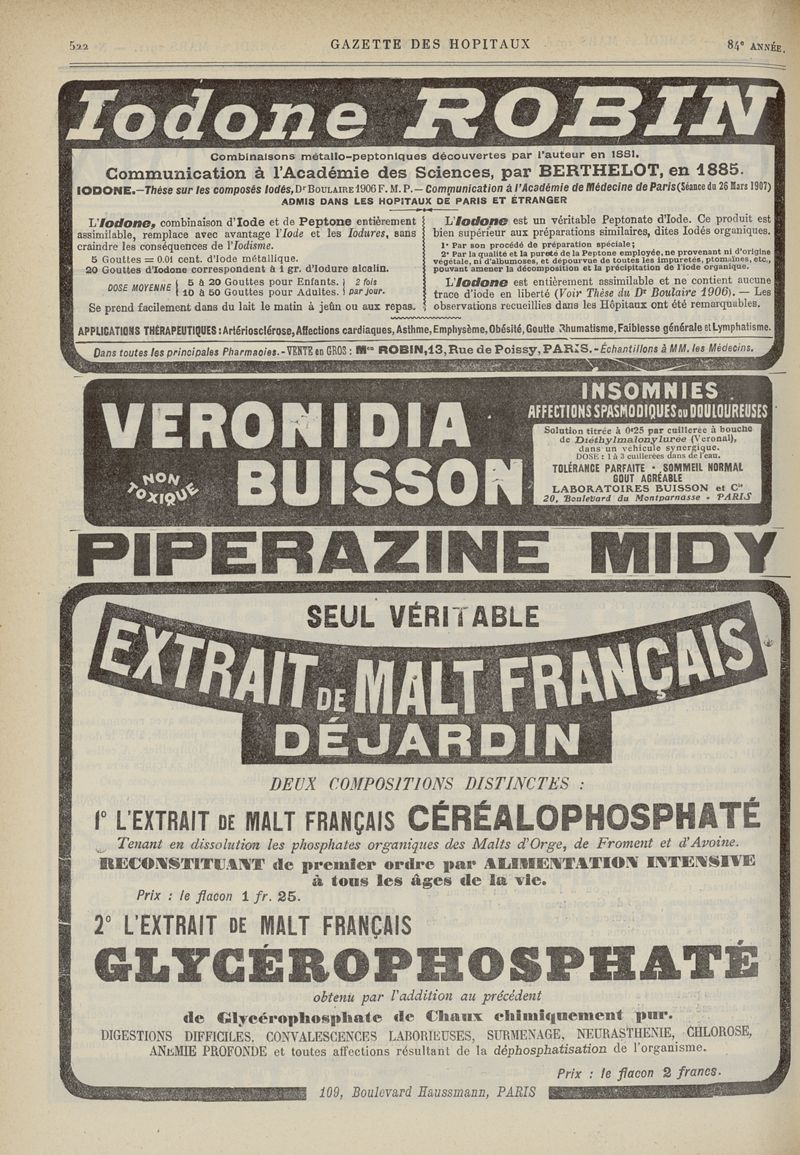 522
GAZETTE DES HOPITAUX
84e ANNÉE.
Iodone ROBIN
Combinaisons métallo-peptoniques découvertes par l'auteur en 1881.
Communication à l'Académie des Sciences, par BERTHELOT, en 1885.
IODONE.—Thèse sur les composés Iodés, Dr BOULAIRE 1906 F. M. P.— Communication à l'Académie de Médecine de Paris (Séance du 26 Mars 1907)
ADMIS DANS LES HOPITAUX DE PARIS ET ÉTRANGER
L'Iodone, combinaison d'Iode et de Peptone entièrement
assimilable, remplace avec avantage l'Iode et les Iodures, sans
craindre les conséquences de l'Iodisme.
5 Gouttes = 0.01 cent. d'Iode métallique.
20 Gouttes d'Iodone correspondent à 1 gr. d'Iodure alcalin.
DOSE MOYENNE
5 à 20 Gouttes pour Enfants.
10 à 50 Gouttes pour Adultes.
2 fois
par jour.
Se prend facilement dans du lait le matin à jeûn ou aux repas.
L'Iodone est un véritable Peptonate d'Iode. Ce produit est
bien supérieur aux préparations similaires, dites Iodés organiques.
1° Par son procédé de préparation spéciale;
2° Par la qualité et la pureté de la Peptone employée, ne provenant ni d'origine
végétale, ni d'albumoses, et dépourvue de toutes les impuretés, ptomaïnes, etc.,
pouvant amener la décomposition et la précipitation de l'iode organique.
L'Iodone est entièrement assimilable et ne contient aucune
trace d'iode en liberté (Voir Thèse du Dr Boulaire 1906). — Les
observations recueillies dans les Hôpitaux ont été remarquables.
APPLICATIONS THÉRAPEUTIQUES: Artériosclérose, Affections cardiaques, Asthme, Emphysème, Obésité, Goutte Rhumatisme, Faiblesse générale et Lymphatisme.
Dans toutes les principales Pharmacies.-VENTE en GROS: Mon ROBIN, 13, Rue de Poissy, PARIS.-Échantillons à MM. les Médecins.
VERONIDIA
BUISSON
NON
TOXIQUE
INSOMNIES
AFFECTIONS SPASMODIQUES ou DOULOUREUSES
Solution titrée à 0g25 par cuillerée à bouche
de Diéthylmalonylurée (Veronal),
dans un véhicule synergique.
DOSE : 1 à 3 cuillerées dans de l'eau.
TOLÉRANCE PARFAITE - SOMMEIL NORMAL
GOUT AGRÉABLE
LABORATOIRES BUISSON et Cie
20, Boulevard du Montparnasse - PARIS
PIPERAZINE MIDY
SEUL VÉRITABLE
EXTRAIT DE MALT FRANÇAIS
DÉJARDIN
DEUX COMPOSITIONS DISTINCTES :
1° L'EXTRAIT DE MALT FRANÇAIS CÉRÉALOPHOSPHATÉ
Tenant en dissolution les phosphates organiques des Malts d'Orge, de Froment et d'Avoine.
RECONSTITUANT de premier ordre par ALIMENTATION INTENSIVE
à tous les âges de la vie.
Prix : le flacon 1 fr. 25.
2° L'EXTRAIT DE MALT FRANÇAIS
GLYCÉROPHOSPHATÉ
obtenu par l'addition au précédent
de Glycérophosphate de Chaux chimiquement pur.
DIGESTIONS DIFFICILES, CONVALESCENCES LABORIEUSES, SURMENAGE, NEURASTHENIE, CHLOROSE,
ANÉMIE PROFONDE et toutes affections résultant de la déphosphatisation de l'organisme.
Prix : le flacon 2 francs.
109, Boulevard Haussmann, PARIS